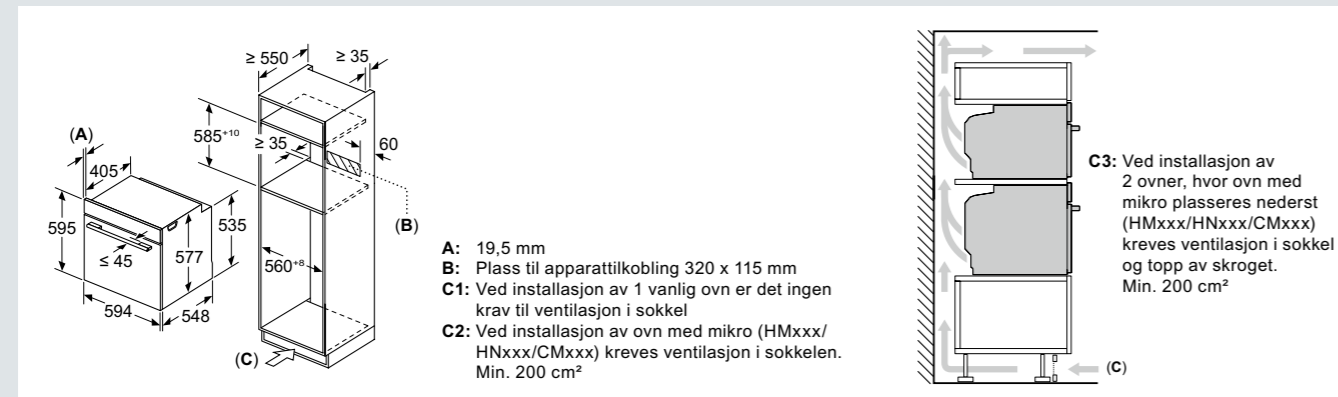 ≥ 550
≥ 35
585⁺¹⁰
≥ 35
60
(A)
405
595
≤ 45
577
535
594
548
560⁺⁸
(B)
(C)
A: 19,5 mm
B: Plass til apparattilkobling 320 x 115 mm
C1: Ved installasjon av 1 vanlig ovn er det ingen
krav til ventilasjon i sokkel
C2: Ved installasjon av ovn med mikro (HMxxx/
HNxxx/CMxxx) kreves ventilasjon i sokkelen.
Min. 200 cm²
C3: Ved installasjon av
2 ovner, hvor ovn med
mikro plasseres nederst
(HMxxx/HNxxx/CMxxx)
kreves ventilasjon i sokkel
og topp av skroget.
Min. 200 cm²
(C)